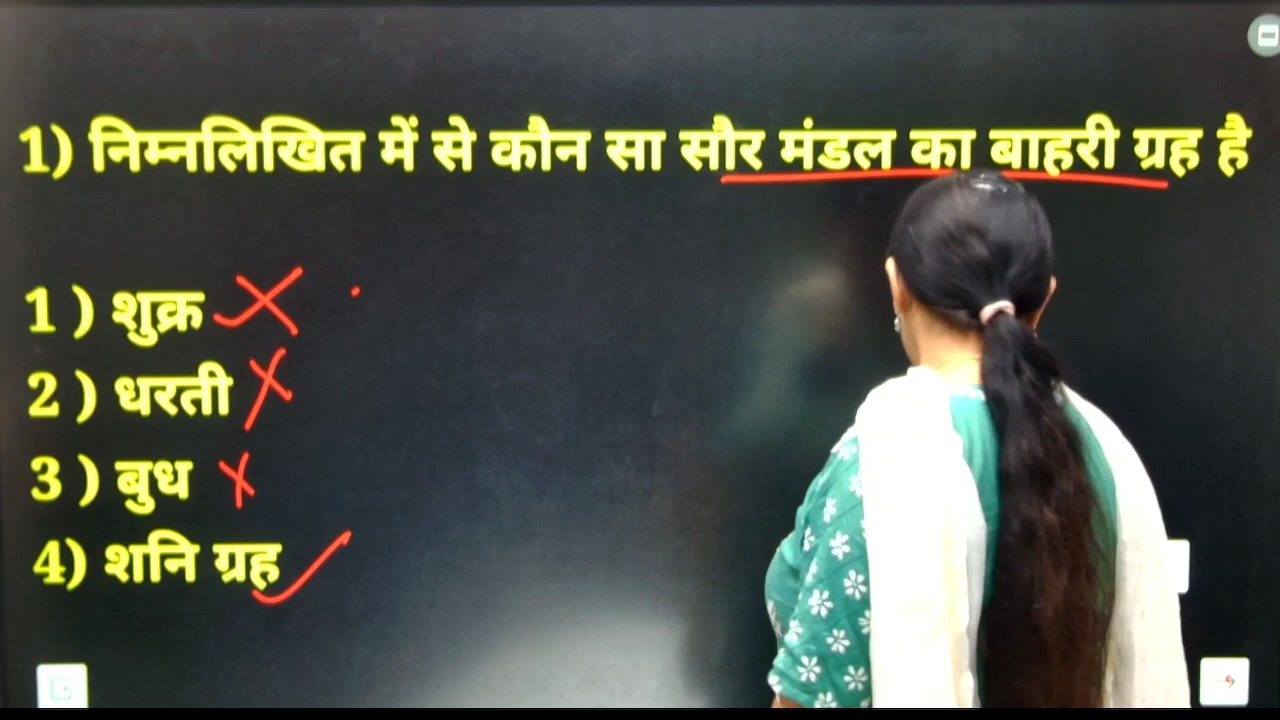 1) निम्नलिखित में से कौन सा सौर मंडल का बाहरी ग्रह है
1 ) शुक्र
2 ) धरती
3 ) बुध
4) शनि ग्रह